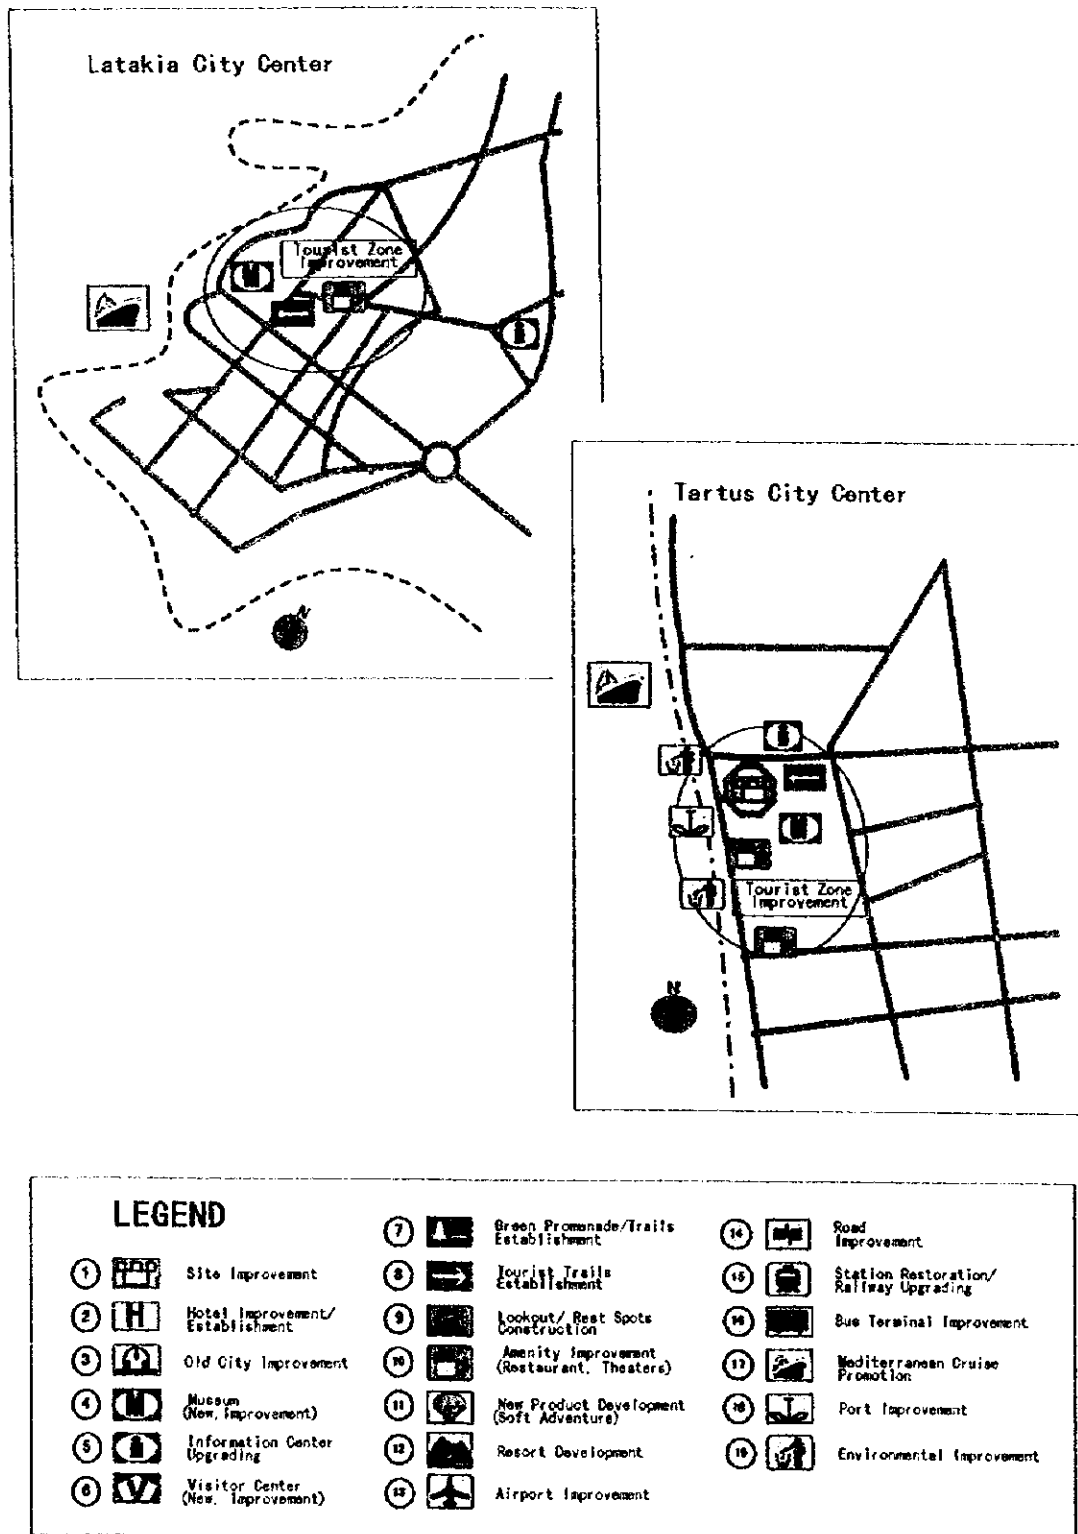 Latakia City Center
Tourist Zone
Improvement
M
i
N
Tartus City Center
i
M
Tourist Zone
Improvement
N
LEGEND
1 Site Improvement
2 H Hotel Improvement/
Establishment
3 Old City Improvement
4 M Museum
(New, Improvement)
5 i Information Center
Upgrading
6 V Visitor Center
(New, Improvement)
7 Green Promenade/Trails
Establishment
8 Tourist Trails
Establishment
9 Lookout/ Rest Spots
Construction
10 Amenity Improvement
(Restaurant, Theaters)
11 New Product Development
(Soft Adventure)
12 Resort Development
13 Airport Improvement
14 Road
Improvement
15 Station Restoration/
Railway Upgrading
16 Bus Terminal Improvement
17 Mediterranean Cruise
Promotion
18 Port Improvement
19 Environmental Improvement